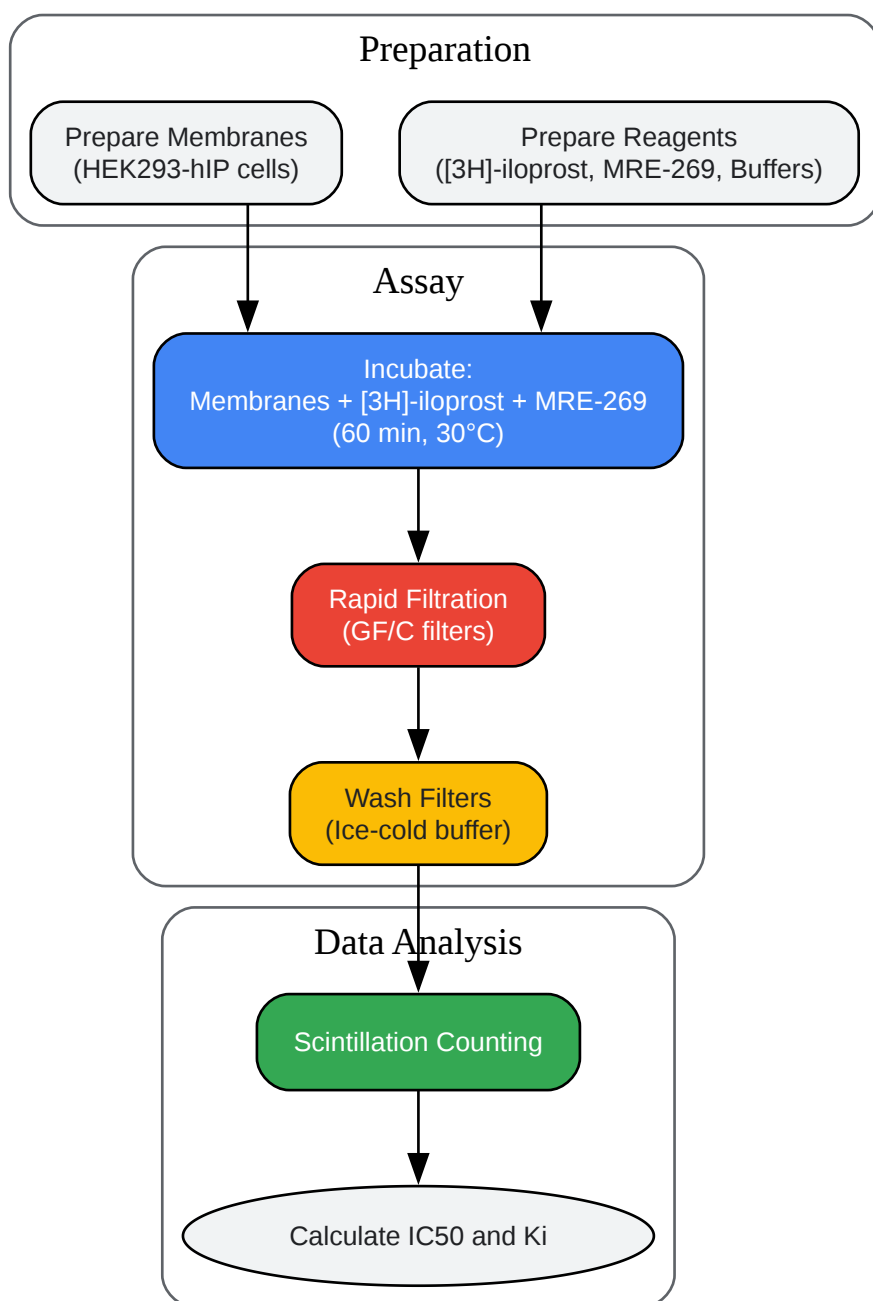 Preparation
Prepare Membranes
(HEK293-hIP cells)
Prepare Reagents
([3H]-iloprost, MRE-269, Buffers)
Assay
Incubate:
Membranes + [3H]-iloprost + MRE-269
(60 min, 30°C)
Rapid Filtration
(GF/C filters)
Wash Filters
(Ice-cold buffer)
Data Analysis
Scintillation Counting
Calculate IC50 and Ki